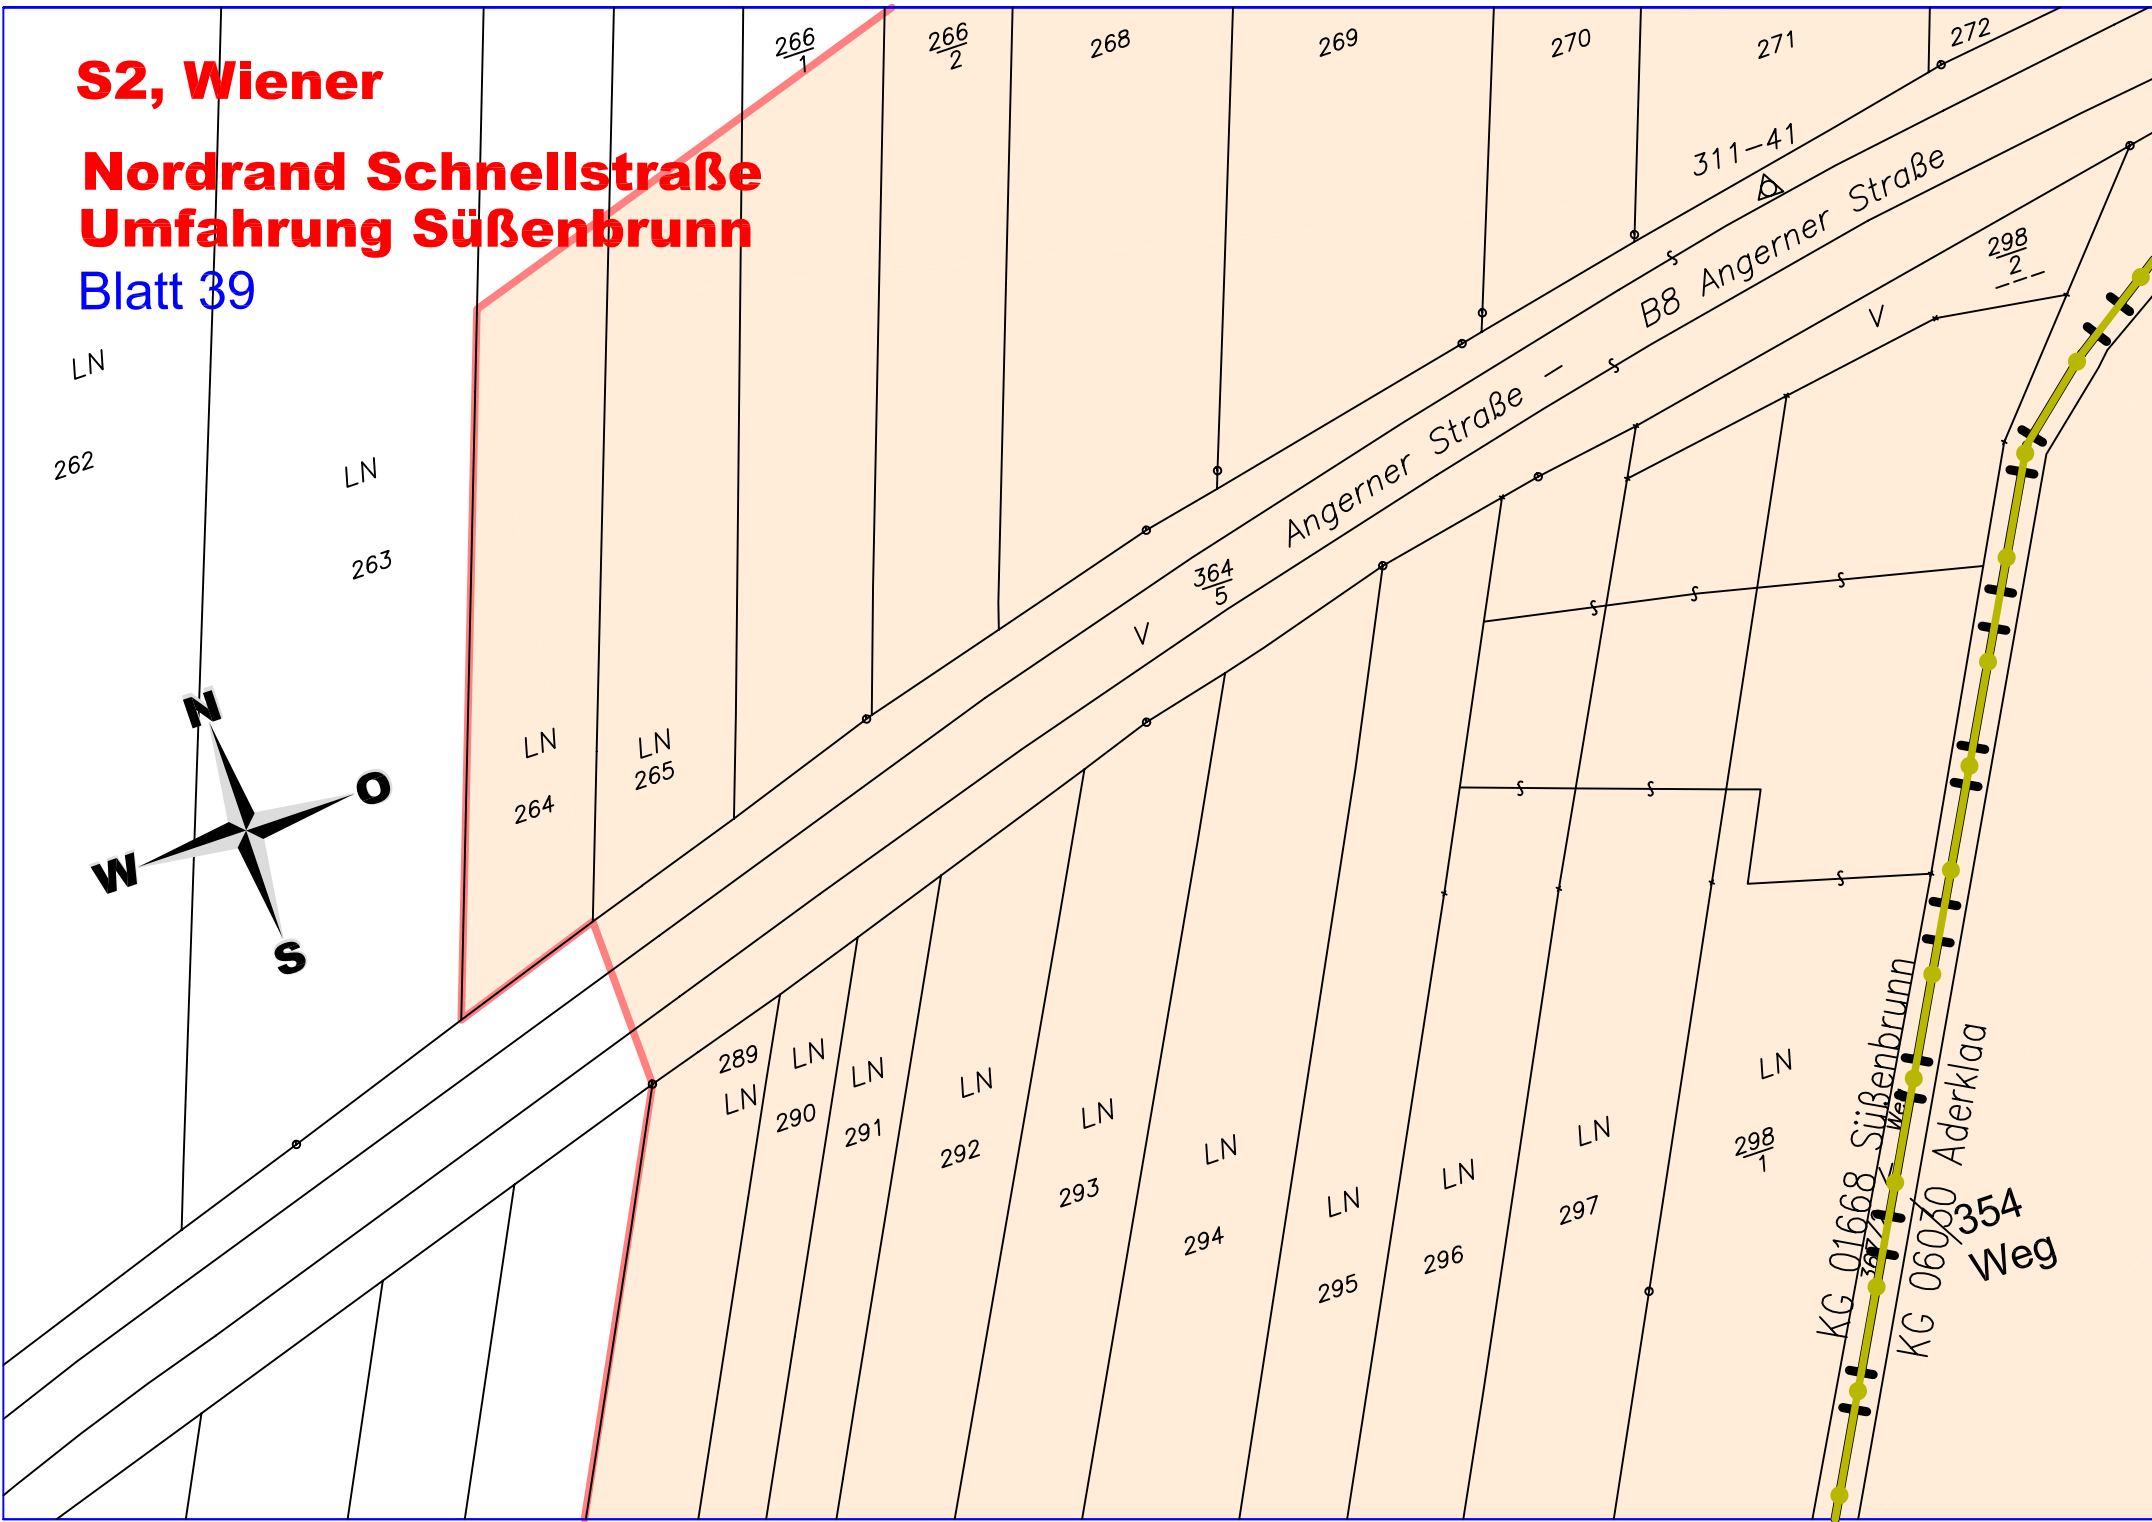 S2, Wiener
Nordrand Schnellstraße
Umfahrung Süßenbrunn
Blatt 39
266
1
266
2
268
269
270
271
272
311-41
B8 Angerner Straße
298
2
V
LN
262
LN
263
Angerner Straße -
364
5
V
N
O
W
S
LN
264
LN
265
289
LN
LN
290
LN
291
LN
292
LN
293
LN
294
LN
295
LN
296
LN
297
LN
298
1
KG 01668 Süßenbrunn
Weg
KG 06030 Aderklaa
354
Weg